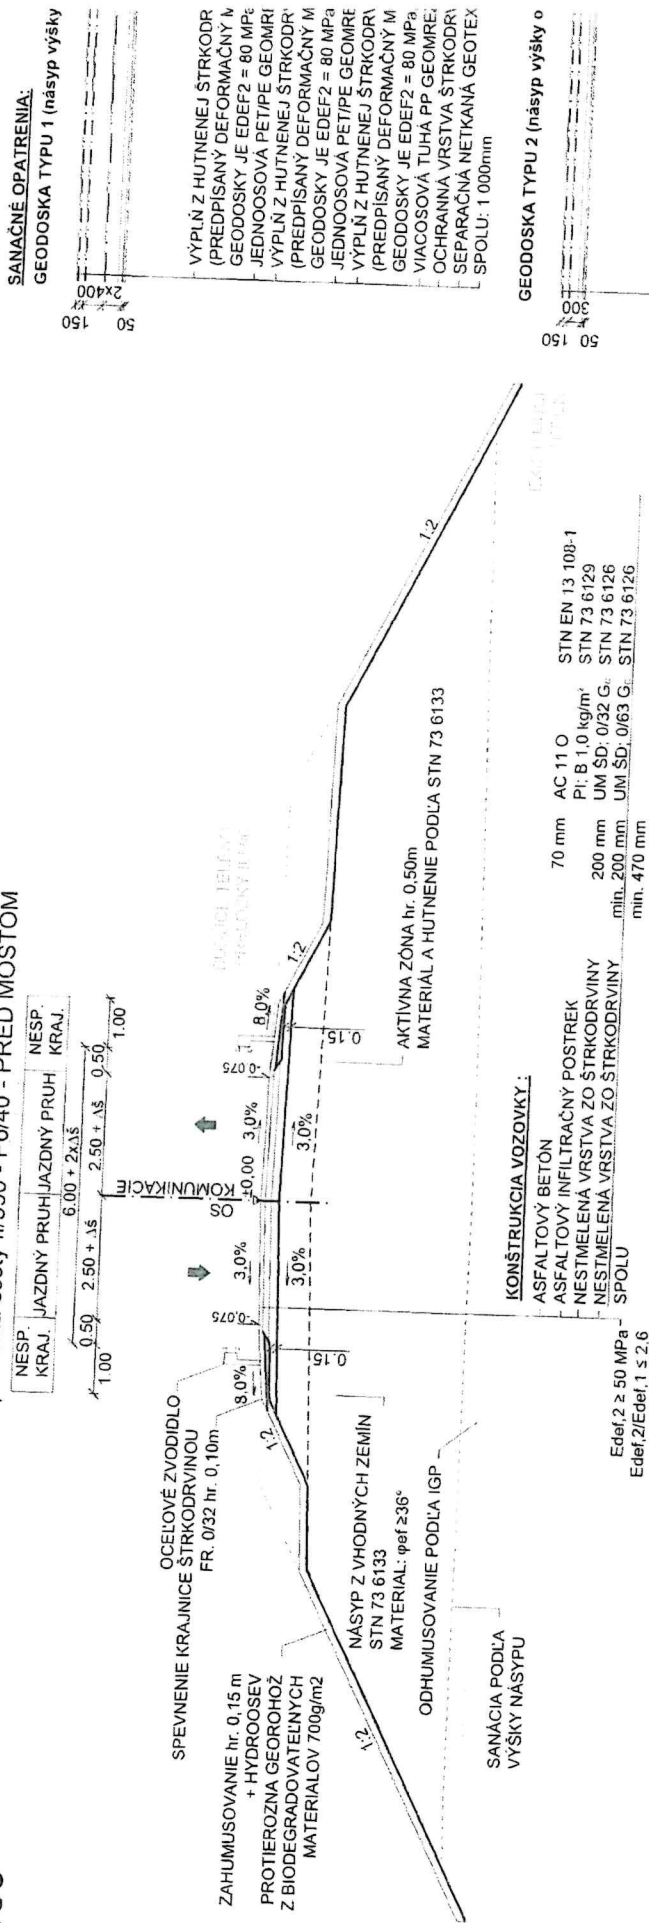 P6/40 - PRED MOSTOM
NESP.
KRAJ.
JAZDNÝ PRUH
JAZDNÝ PRUH
NESP.
KRAJ.
6.00 + 2xΔš
0.50
2.50 + Δš
2.50 + Δš
0.50
1.00
1.00
OCEĽOVÉ ZVODIDLO
SPEVNENIE KRAJNICE ŠTRKODRVINOU
FR. 0/32 hr. 0,10m
ZAHUMUSOVANIE hr. 0,15 m
+ HYDROOSEV
PROTIEROZNA GEOROHOŽ
Z BIODEGRADOVATEĽNÝCH
MATERIALOV 700g/m2
OS
KOMUNIKÁCIE
±0,00
-0,075
-0,075
8.0%
3.0%
3.0%
8.0%
3.0%
3.0%
0.15
0.15
1:2
1:2
1:2
1:2
NÁSYP Z VHODNÝCH ZEMÍN
STN 73 6133
MATERIAL: φef ≥36°
ODHUMUSOVANIE PODĽA IGP
SANÁCIA PODĽA
VÝŠKY NÁSYPU
AKTÍVNA ZÓNA hr. 0,50m
MATERIÁL A HUTNENIE PODĽA STN 73 6133
KONŠTRUKCIA VOZOVKY :
ASFALTOVÝ BETÓN 70 mm AC 11 O STN EN 13 108-1
ASFALTOVÝ INFILTRAČNÝ POSTREK PI; B 1,0 kg/m² STN 73 6129
NESTMELENÁ VRSTVA ZO ŠTRKODRVINY 200 mm UM ŠD; 0/32 G STN 73 6126
NESTMELENÁ VRSTVA ZO ŠTRKODRVINY min. 200 mm UM ŠD; 0/63 G STN 73 6126
SPOLU min. 470 mm
Edef,2 ≥ 50 MPa
Edef,2/Edef,1 ≤ 2,6
SANAČNÉ OPATRENIA:
GEODOSKA TYPU 1 (násyp výšky
150
2x400
50
VÝPLŇ Z HUTNENEJ ŠTRKODR
(PREDPÍSANÝ DEFORMAČNÝ M
GEODOSKY JE EDEF2 = 80 MPa
JEDNOOSOVÁ PET/PE GEOMR
VÝPLŇ Z HUTNENEJ ŠTRKODR
(PREDPÍSANÝ DEFORMAČNÝ M
GEODOSKY JE EDEF2 = 80 MPa
JEDNOOSOVÁ PET/PE GEOMRE
VÝPLŇ Z HUTNENEJ ŠTRKODR
(PREDPÍSANÝ DEFORMAČNÝ M
GEODOSKY JE EDEF2 = 80 MPa
VIACOSOVÁ TUHÁ PP GEOMRE
OCHRANNÁ VRSTVA ŠTRKODR
SEPARAČNÁ NETKANÁ GEOTEX
SPOLU: 1 000mm
GEODOSKA TYPU 2 (násyp výšky o
150
300
50